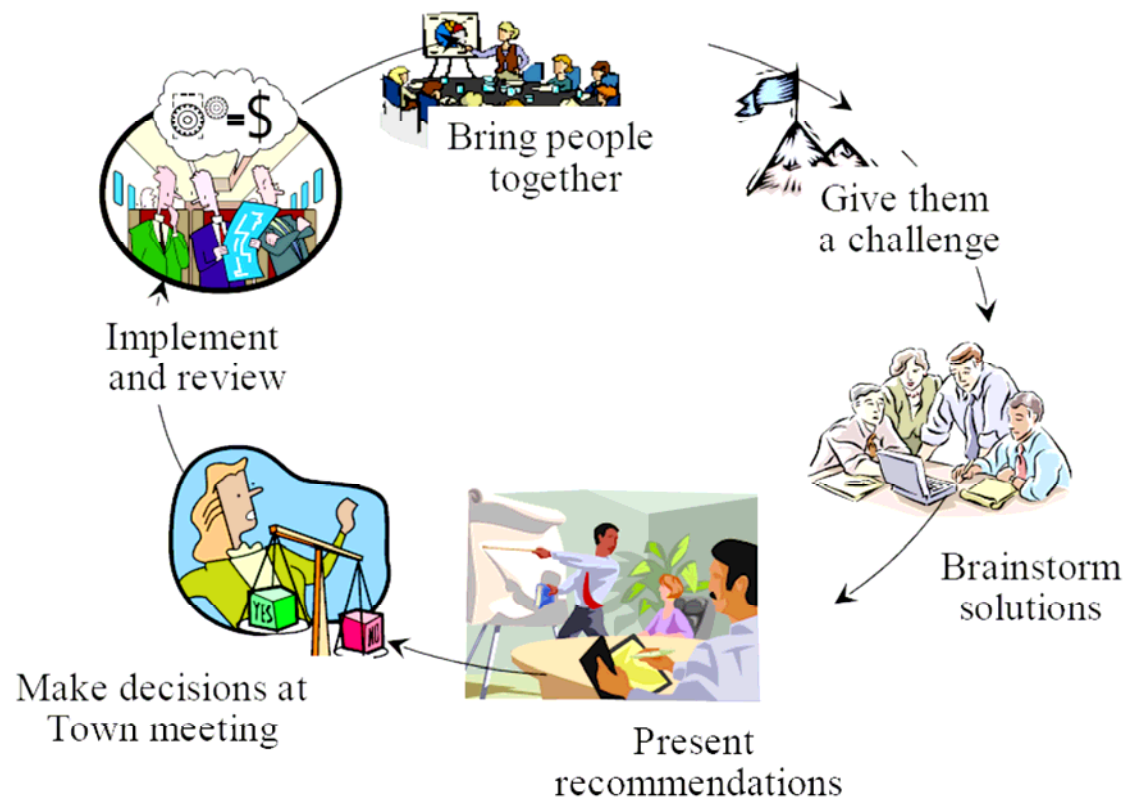 Bring people
together
Give them
a challenge
Brainstorm
solutions
Present
recommendations
Make decisions at
Town meeting
YES
NO
Implement
and review
=$